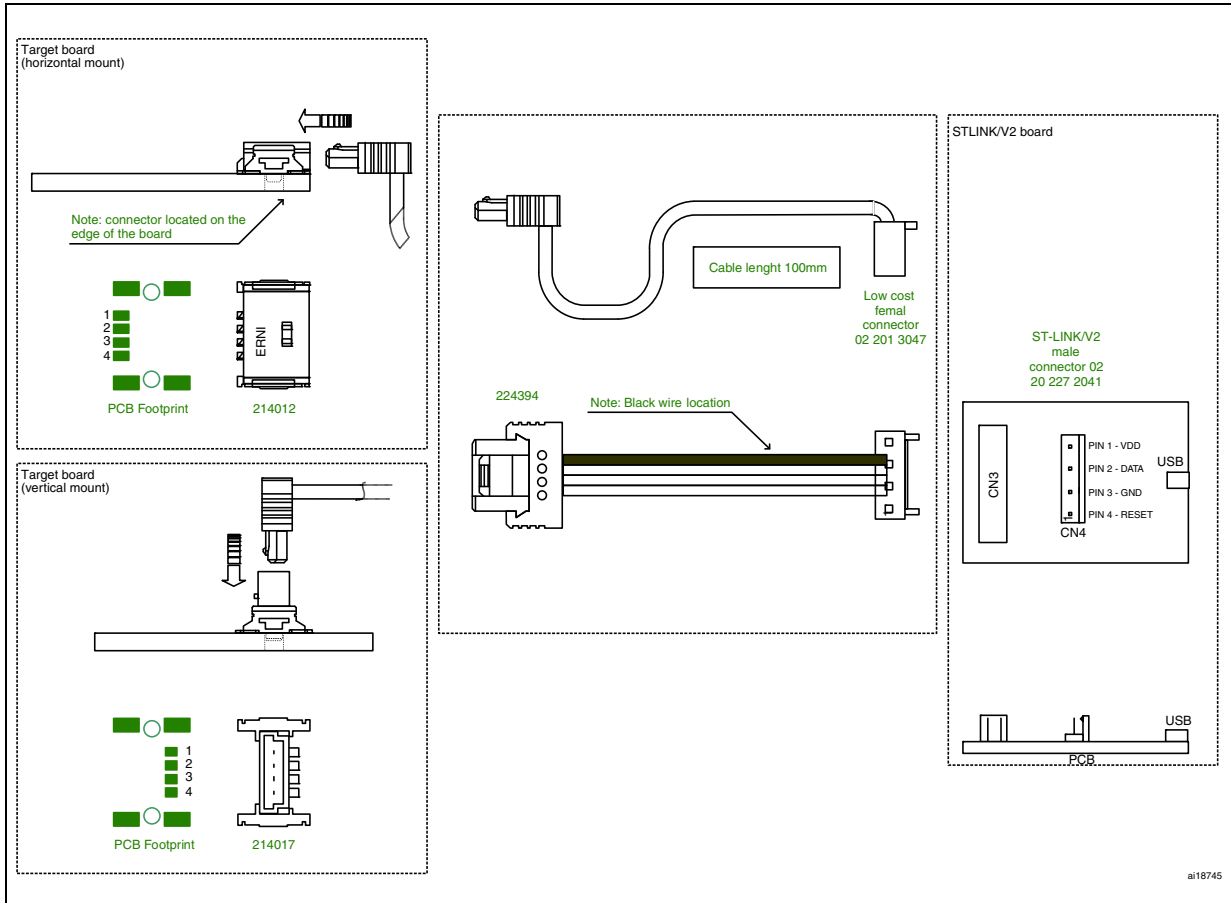 Target board
(horizontal mount)
Note: connector located on the
edge of the board
1
2
3
4
ERNI
PCB Footprint
214012
Target board
(vertical mount)
1
2
3
4
PCB Footprint
214017
Cable lenght 100mm
Low cost
femal
connector
02 201 3047
224394
Note: Black wire location
STLINK/V2 board
ST-LINK/V2
male
connector 02
20 227 2041
CN3
PIN 1 - VDD
PIN 2 - DATA
PIN 3 - GND
PIN 4 - RESET
1
CN4
USB
USB
PCB
ai18745